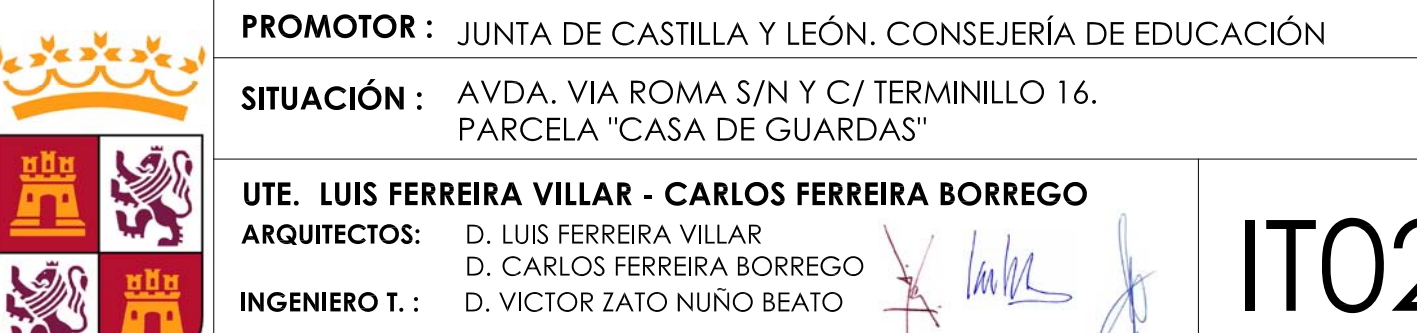 PROMOTOR : JUNTA DE CASTILLA Y LEÓN. CONSEJERÍA DE EDUCACIÓN
SITUACIÓN : AVDA. VIA ROMA S/N Y C/ TERMINILLO 16.
PARCELA "CASA DE GUARDAS"
UTE. LUIS FERREIRA VILLAR - CARLOS FERREIRA BORREGO
ARQUITECTOS: D. LUIS FERREIRA VILLAR
D. CARLOS FERREIRA BORREGO
INGENIERO T. : D. VICTOR ZATO NUÑO BEATO
IT02